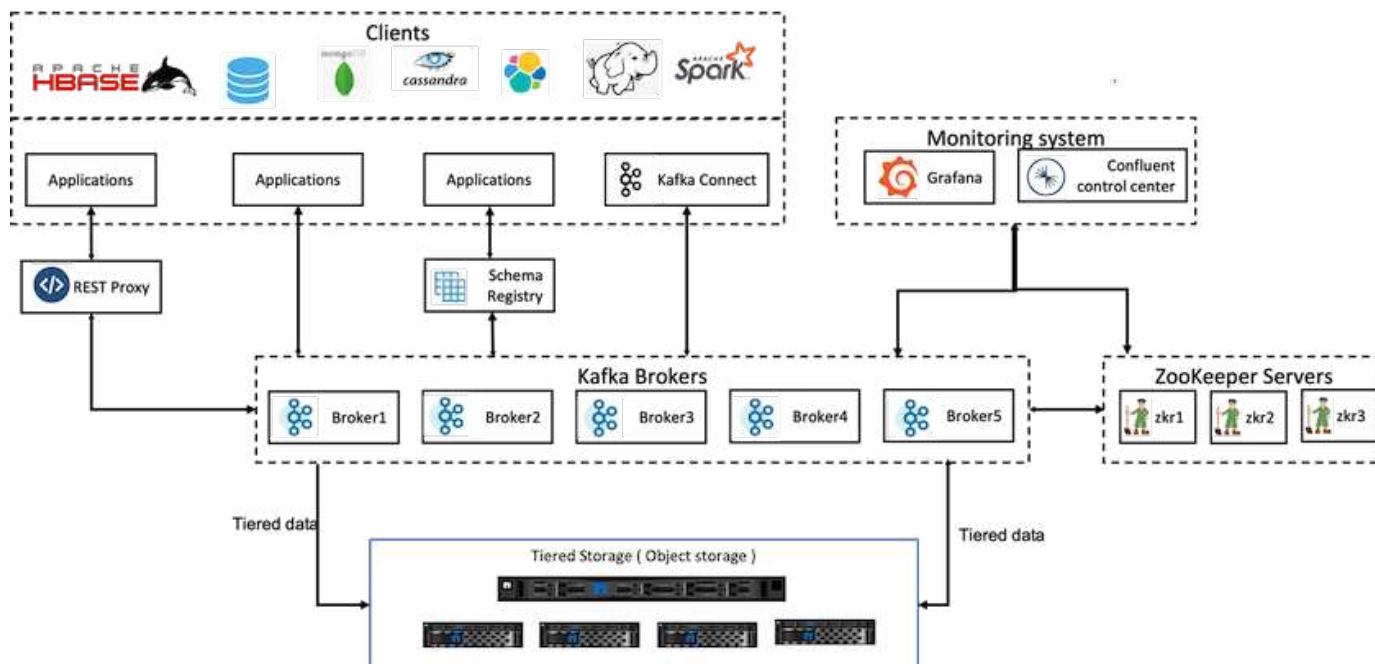 Clients
APACHE
HBASE
mongoDB
cassandra
APACHE
Spark
Monitoring system
Applications
Applications
Applications
Kafka Connect
Grafana
Confluent
control center
REST Proxy
Schema
Registry
Kafka Brokers
ZooKeeper Servers
Broker1
Broker2
Broker3
Broker4
Broker5
zkr1
zkr2
zkr3
Tiered data
Tiered data
Tiered Storage ( Object storage )